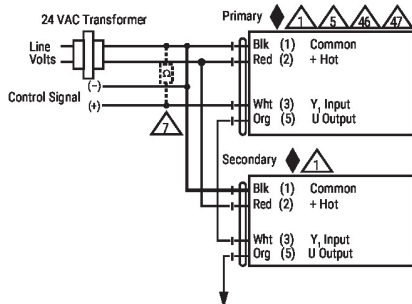 24 VAC Transformer
Primary 1 5 46 47
Line
Volts
Blk (1) Common
Red (2) + Hot
Ω
(–)
Control Signal (+)
7
Wht (3) Y1 Input
Org (5) U Output
Secondary 1
Blk (1) Common
Red (2) + Hot
Wht (3) Y1 Input
Org (5) U Output